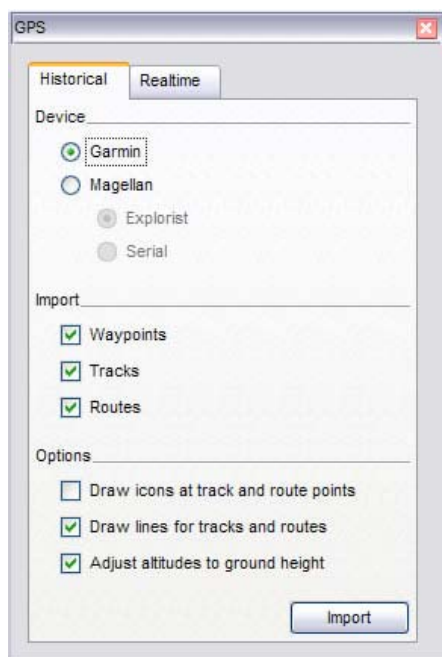 GPS
Historical Realtime
Device
Garmin
Magellan
Explorist
Serial
Import
Waypoints
Tracks
Routes
Options
Draw icons at track and route points
Draw lines for tracks and routes
Adjust altitudes to ground height
Import